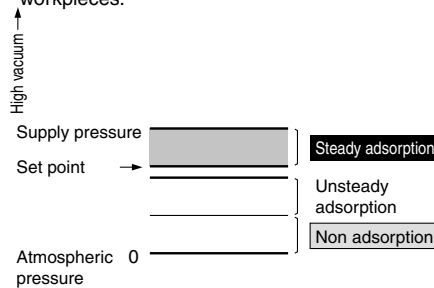 workpieces.
High vacuum
Supply pressure
Steady adsorption
Set point
Unsteady
adsorption
Non adsorption
Atmospheric 0
pressure